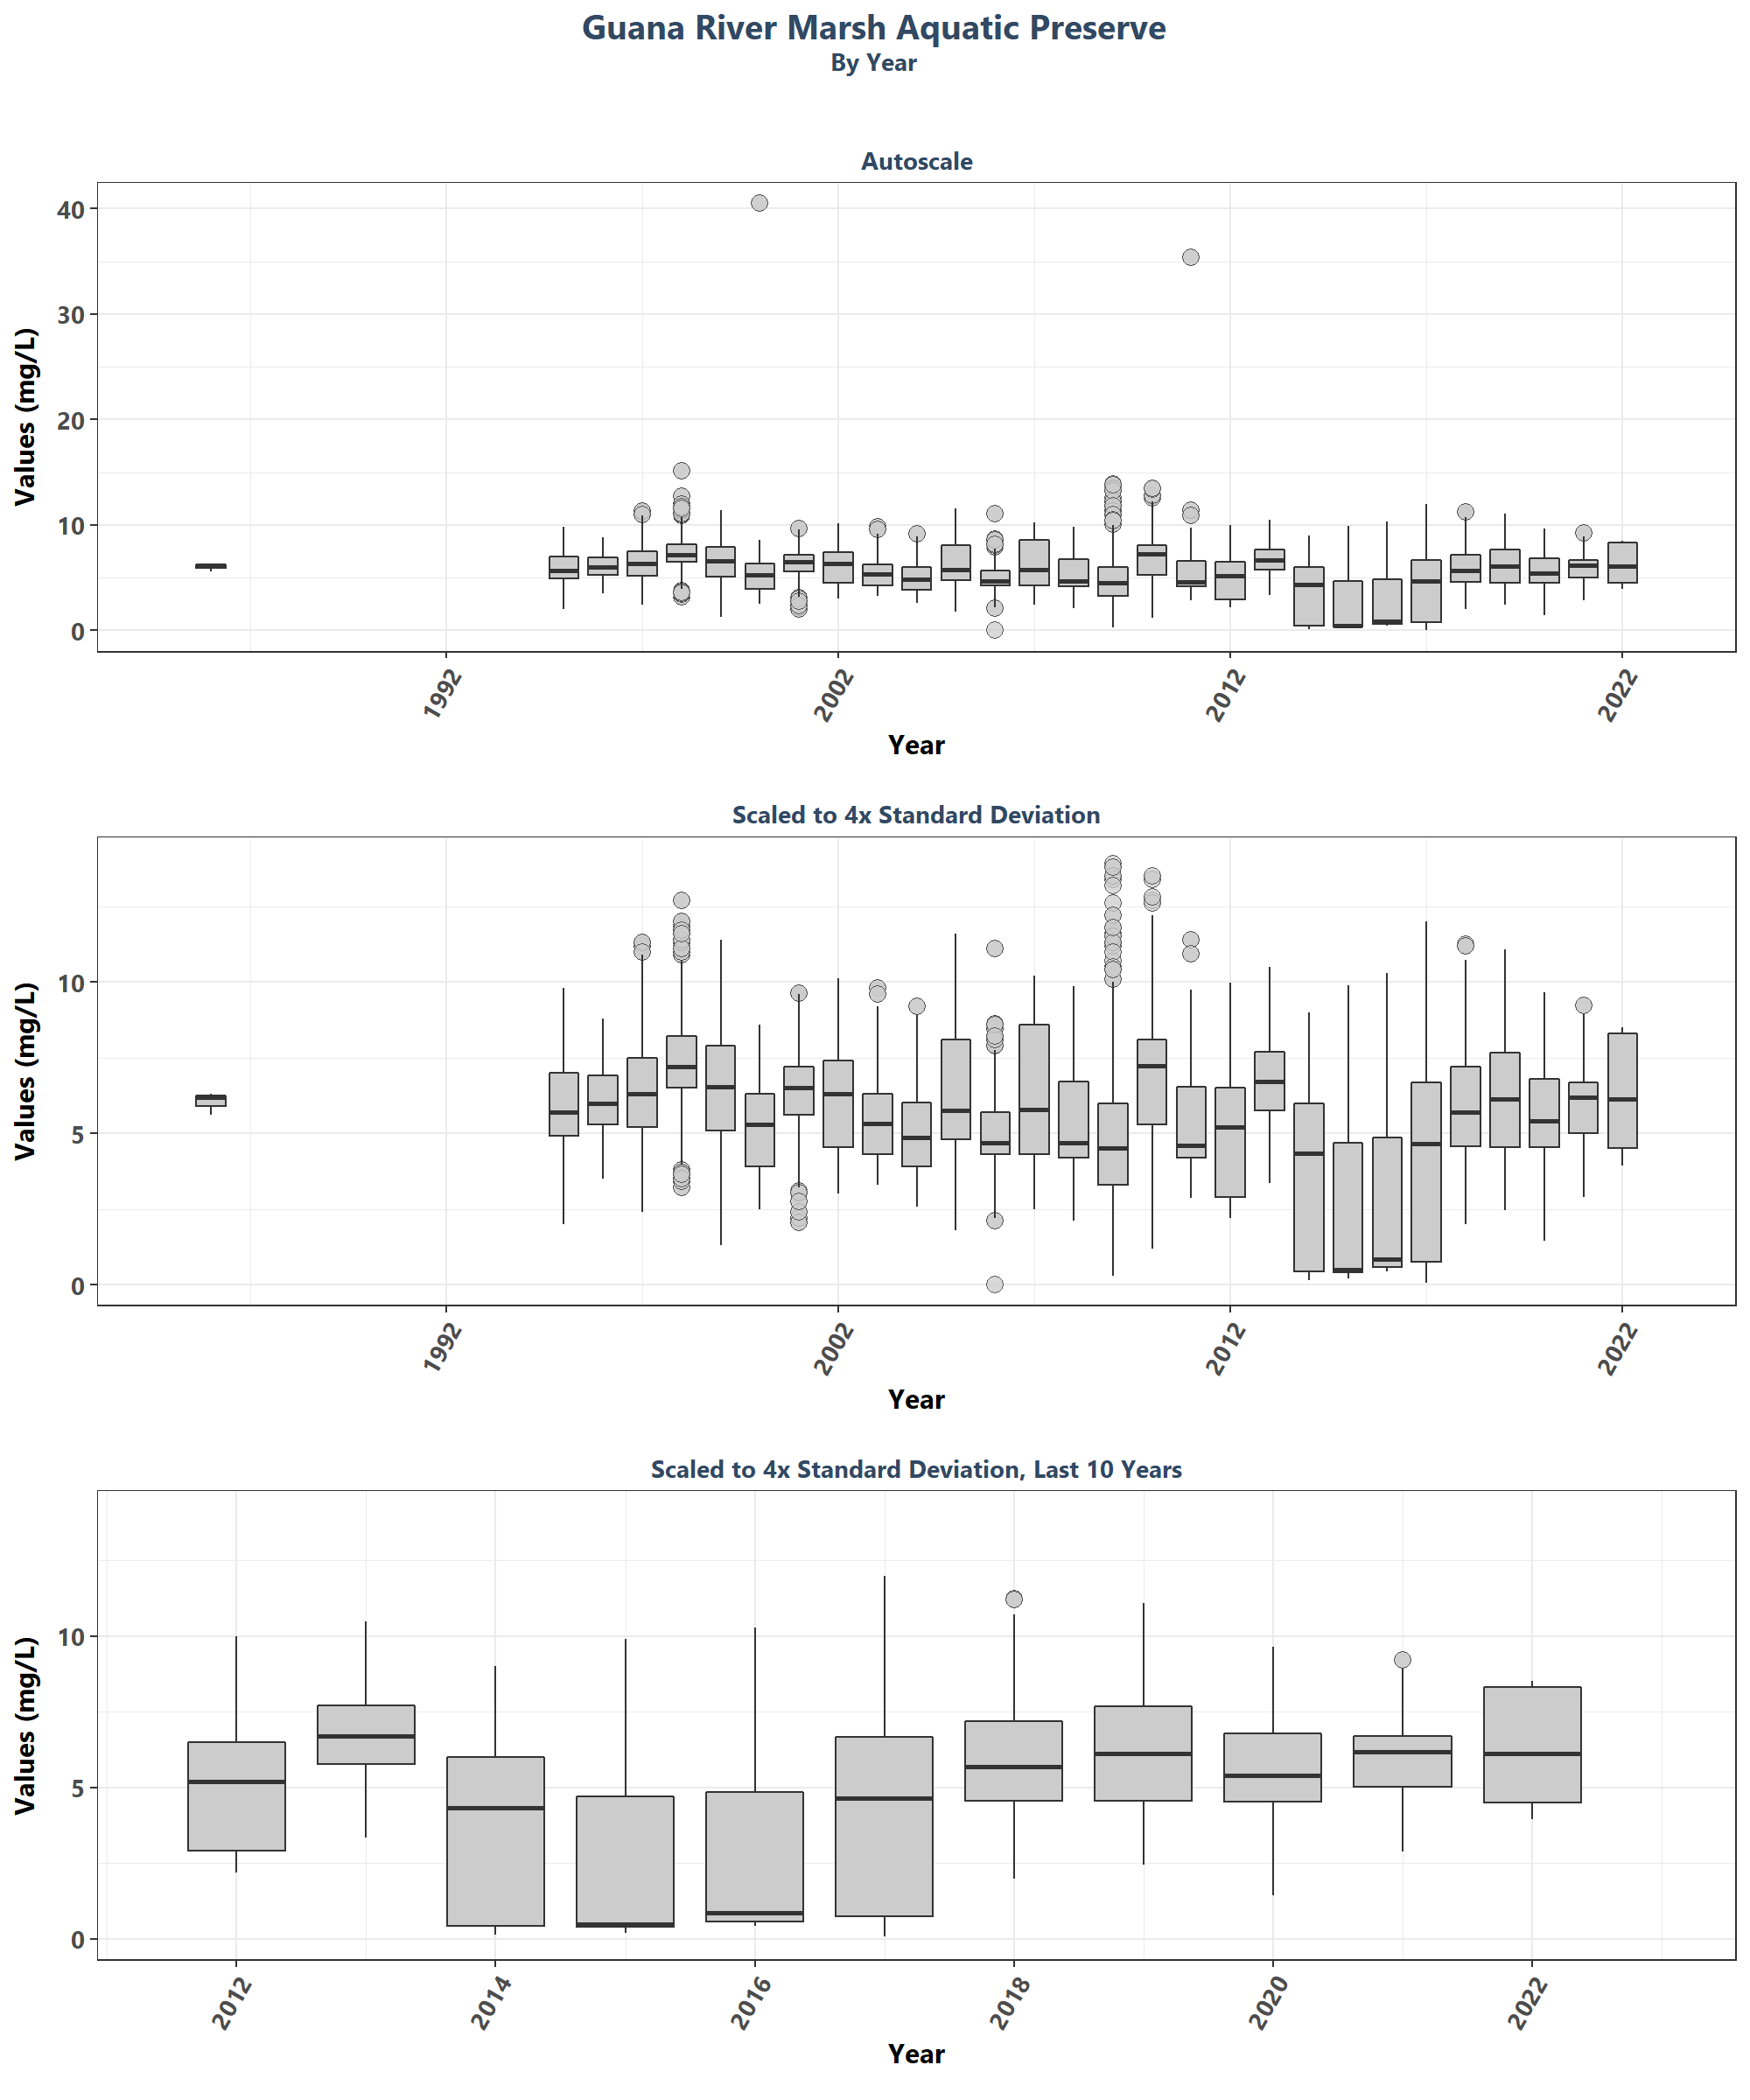 Guana River Marsh Aquatic Preserve
By Year
Autoscale
Values (mg/L)
40
30
20
10
0
1992
2002
2012
2022
Year
Scaled to 4x Standard Deviation
Values (mg/L)
10
5
0
1992
2002
2012
2022
Year
Scaled to 4x Standard Deviation, Last 10 Years
Values (mg/L)
10
5
0
2012
2014
2016
2018
2020
2022
Year